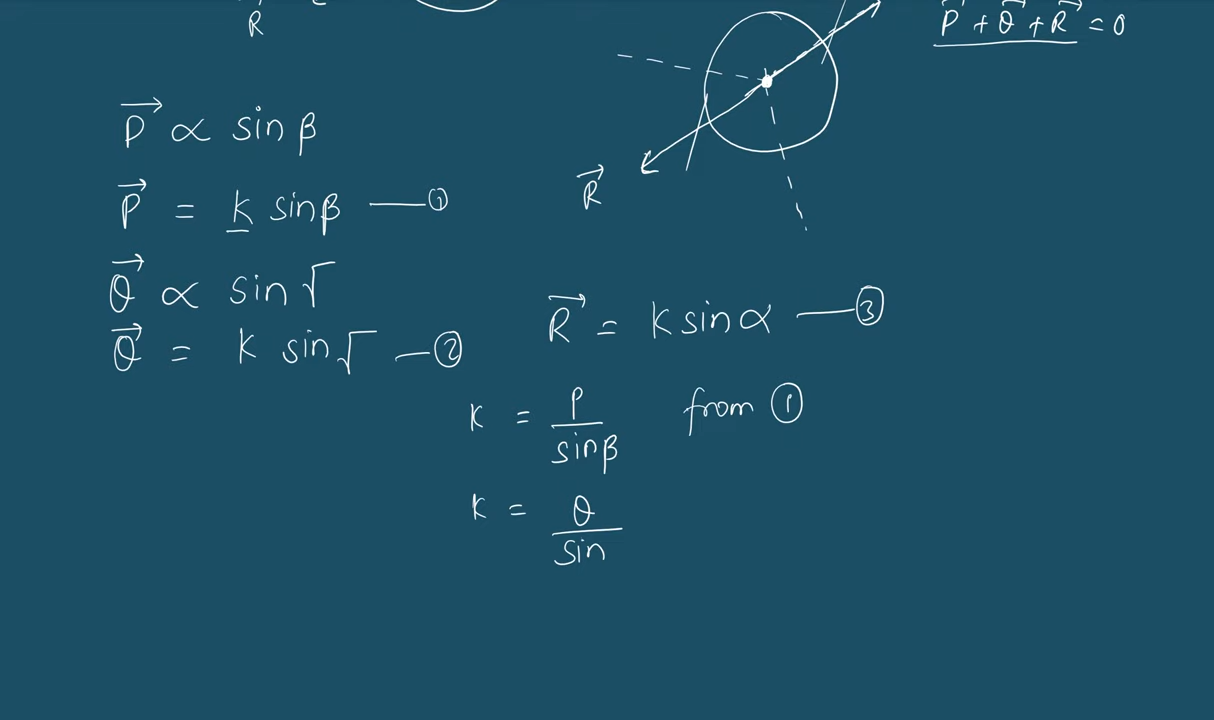 R⃗
P⃗ + Q⃗ + R⃗ = 0
P⃗ ∝ sin β
P⃗ = k sin β —— ①
R⃗
Q⃗ ∝ sin √
Q⃗ = k sin √ — ②
R⃗ = k sin α —— ③
K = P / sin β from ①
K = Q / sin